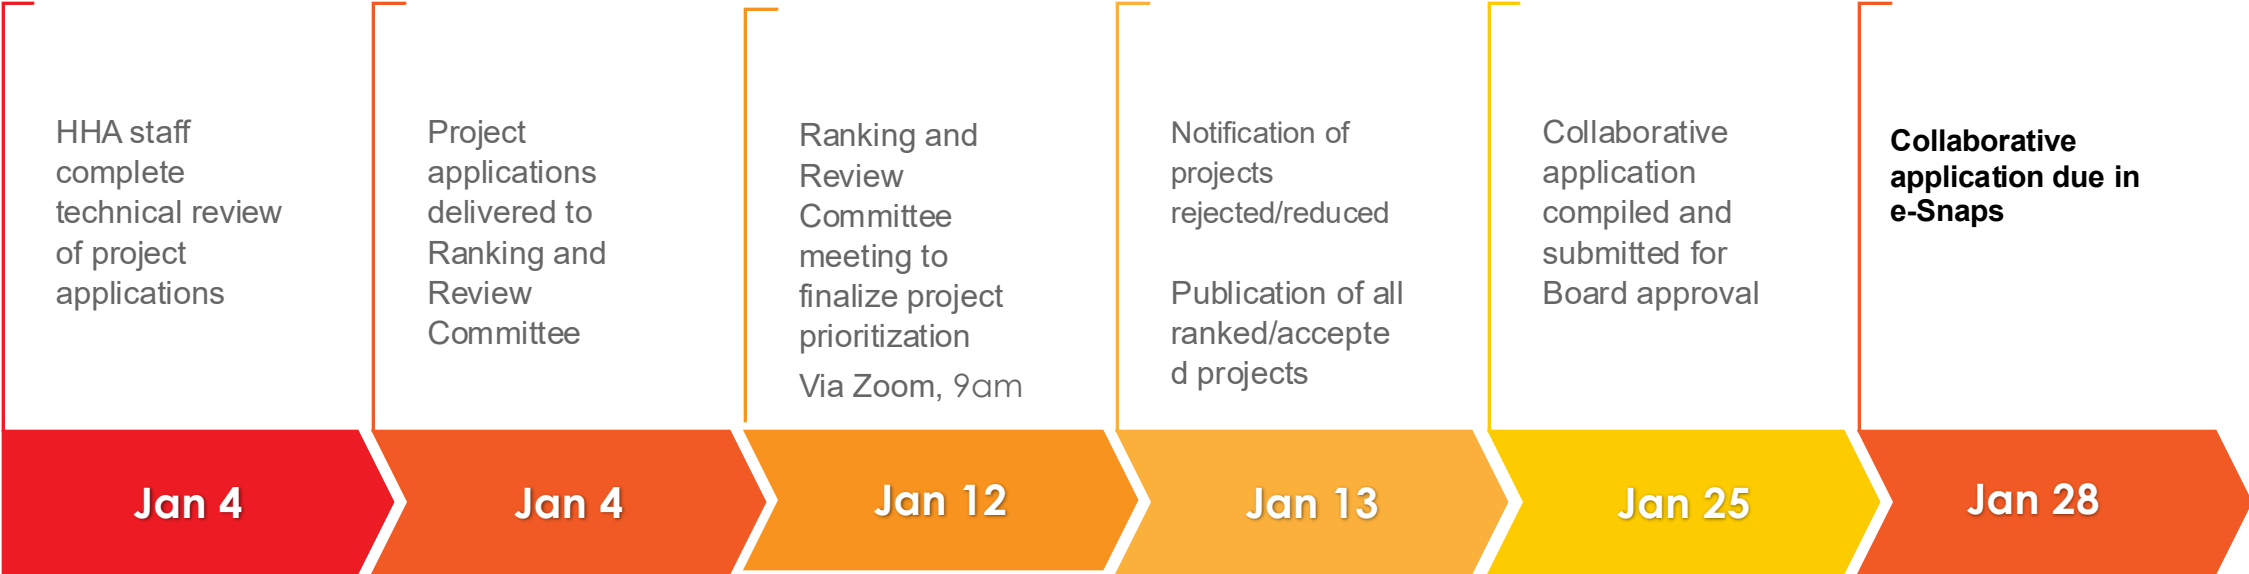 HHA staff
complete
technical review
of project
applications
Project
applications
delivered to
Ranking and
Review
Committee
Ranking and
Review
Committee
meeting to
finalize project
prioritization
Via Zoom, 9am
Notification of
projects
rejected/reduced
Publication of all
ranked/accepte
d projects
Collaborative
application
compiled and
submitted for
Board approval
Collaborative
application due in
e-Snaps
Jan 4
Jan 4
Jan 12
Jan 13
Jan 25
Jan 28